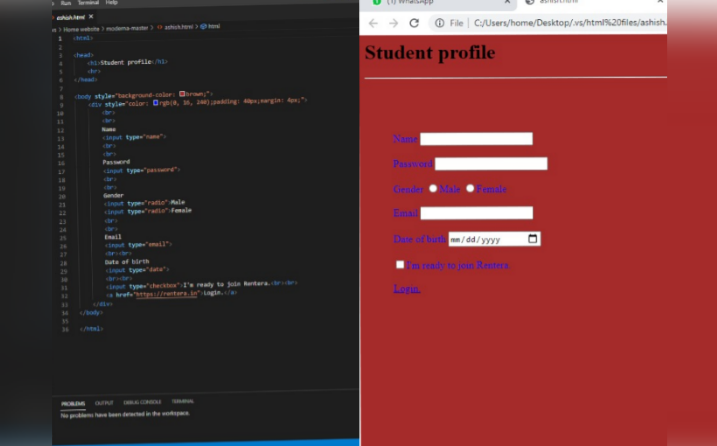 Run Terminal Help
ashish.html ×
> Home website > moderna-master > <> ashish.html > html
1 <html>
2
3 <head>
4 <h1>Student profile</h1>
5 <hr>
6 </head>
7
8 <body style="background-color: brown;">
9 <div style="color: rgb(0, 38, 240);padding: 40px;margin: 4px;">
10 <br>
11 <br>
12 Name
13 <input type="name">
14 <br>
15 <br>
16 Password
17 <input type="password">
18 <br>
19 <br>
20 Gender
21 <input type="radio">Male
22 <input type="radio">Female
23 <br>
24 <br>
25 Email
26 <input type="email">
27 <br><br>
28 Date of birth
29 <input type="date">
30 <br><br>
31 <input type="checkbox">I'm ready to join Rentera.<br><br>
32 <a href="https://rentera.in">Login.</a>
33 </div>
34 </body>
35
36 </html>
PROBLEMS OUTPUT DEBUG CONSOLE TERMINAL
No problems have been detected in the workspace.
(1) WhatsApp × ashish.html ×
File | C:/Users/home/Desktop/.vs/html%20files/ashish.
Student profile
Name
Password
Gender Male Female
Email
Date of birth mm/dd/yyyy
I'm ready to join Rentera.
Login.